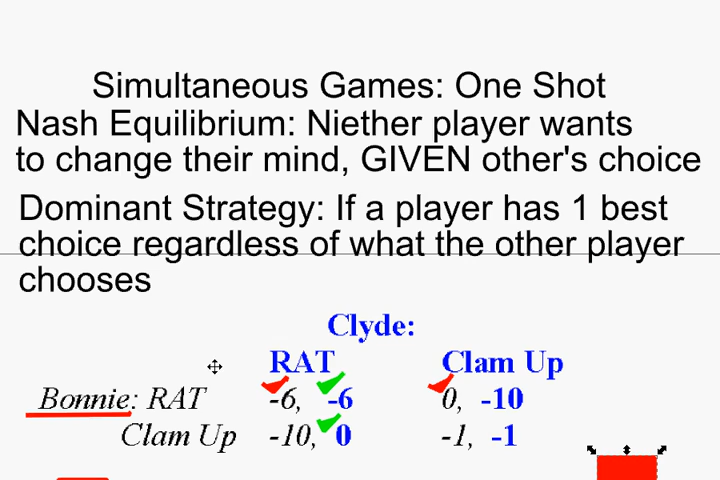 Simultaneous Games: One Shot
Nash Equilibrium: Niether player wants
to change their mind, GIVEN other's choice
Dominant Strategy: If a player has 1 best
choice regardless of what the other player
chooses
Clyde:
RAT Clam Up
Bonnie: RAT -6, -6 0, -10
Clam Up -10, 0 -1, -1